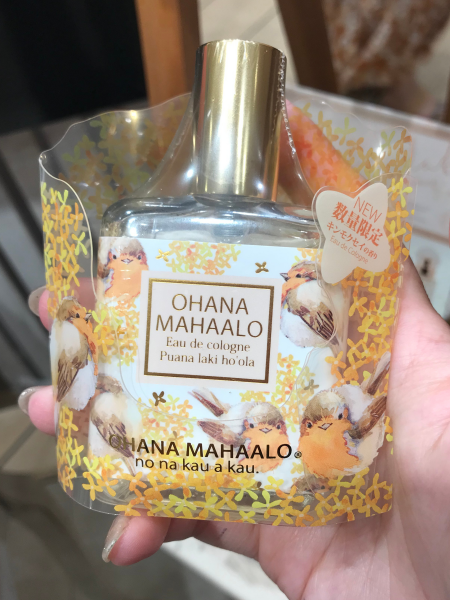 NEW
数量限定
キンモクセイの香り
Eau de cologne
OHANA
MAHAALO
Eau de cologne
Puana laki ho'ola
OHANA MAHAALO®
no na kau a kau.